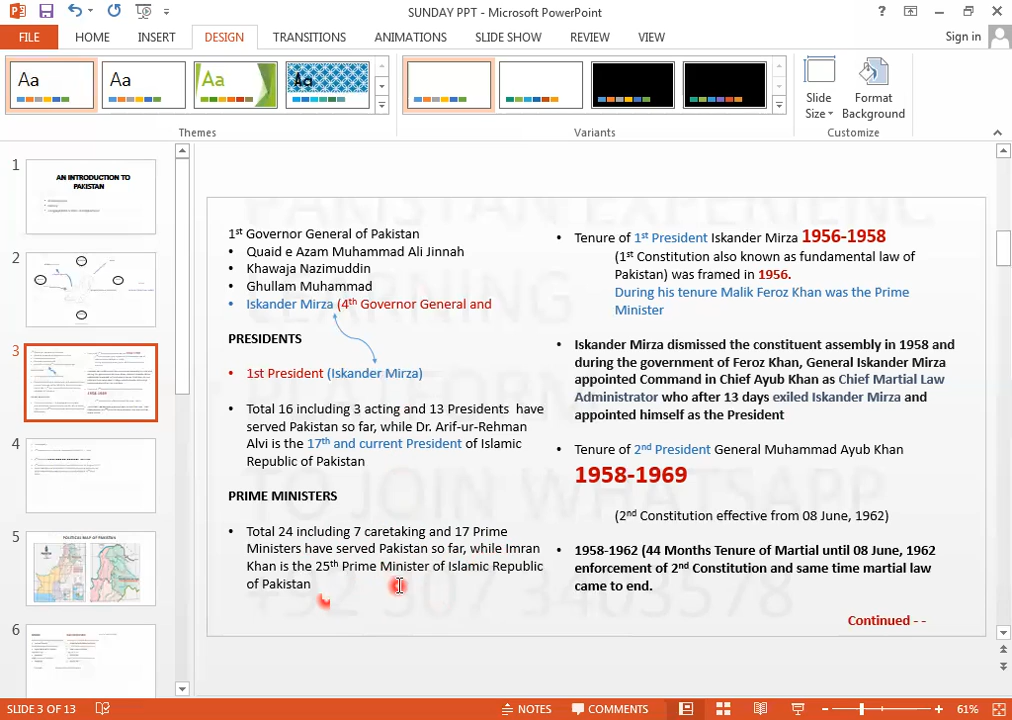 SUNDAY PPT - Microsoft PowerPoint
Sign in
FILE HOME INSERT DESIGN TRANSITIONS ANIMATIONS SLIDE SHOW REVIEW VIEW
Aa Aa Aa Aa
Slide Size
Format Background
Themes
Variants
Customize
1
AN INTRODUCTION TO
PAKISTAN
2
3
4
5
POLITICAL MAP OF PAKISTAN
6
1st Governor General of Pakistan
• Quaid e Azam Muhammad Ali Jinnah
• Khawaja Nazimuddin
• Ghullam Muhammad
• Iskander Mirza (4th Governor General and
PRESIDENTS
• 1st President (Iskander Mirza)
• Total 16 including 3 acting and 13 Presidents have
served Pakistan so far, while Dr. Arif-ur-Rehman
Alvi is the 17th and current President of Islamic
Republic of Pakistan
PRIME MINISTERS
• Total 24 including 7 caretaking and 17 Prime
Ministers have served Pakistan so far, while Imran
Khan is the 25th Prime Minister of Islamic Republic
of Pakistan
• Tenure of 1st President Iskander Mirza 1956-1958
(1st Constitution also known as fundamental law of
Pakistan) was framed in 1956.
During his tenure Malik Feroz Khan was the Prime
Minister
• Iskander Mirza dismissed the constituent assembly in 1958 and
during the government of Feroz Khan, General Iskander Mirza
appointed Command in Chief Ayub Khan as Chief Martial Law
Administrator who after 13 days exiled Iskander Mirza and
appointed himself as the President
• Tenure of 2nd President General Muhammad Ayub Khan
1958-1969
(2nd Constitution effective from 08 June, 1962)
• 1958-1962 (44 Months Tenure of Martial until 08 June, 1962
enforcement of 2nd Constitution and same time martial law
came to end.
Continued - -
PAKISTAN EXPERIENC
LEARNING
TO JOIN WHATSAPP
SLIDE 3 OF 13
NOTES COMMENTS 61%